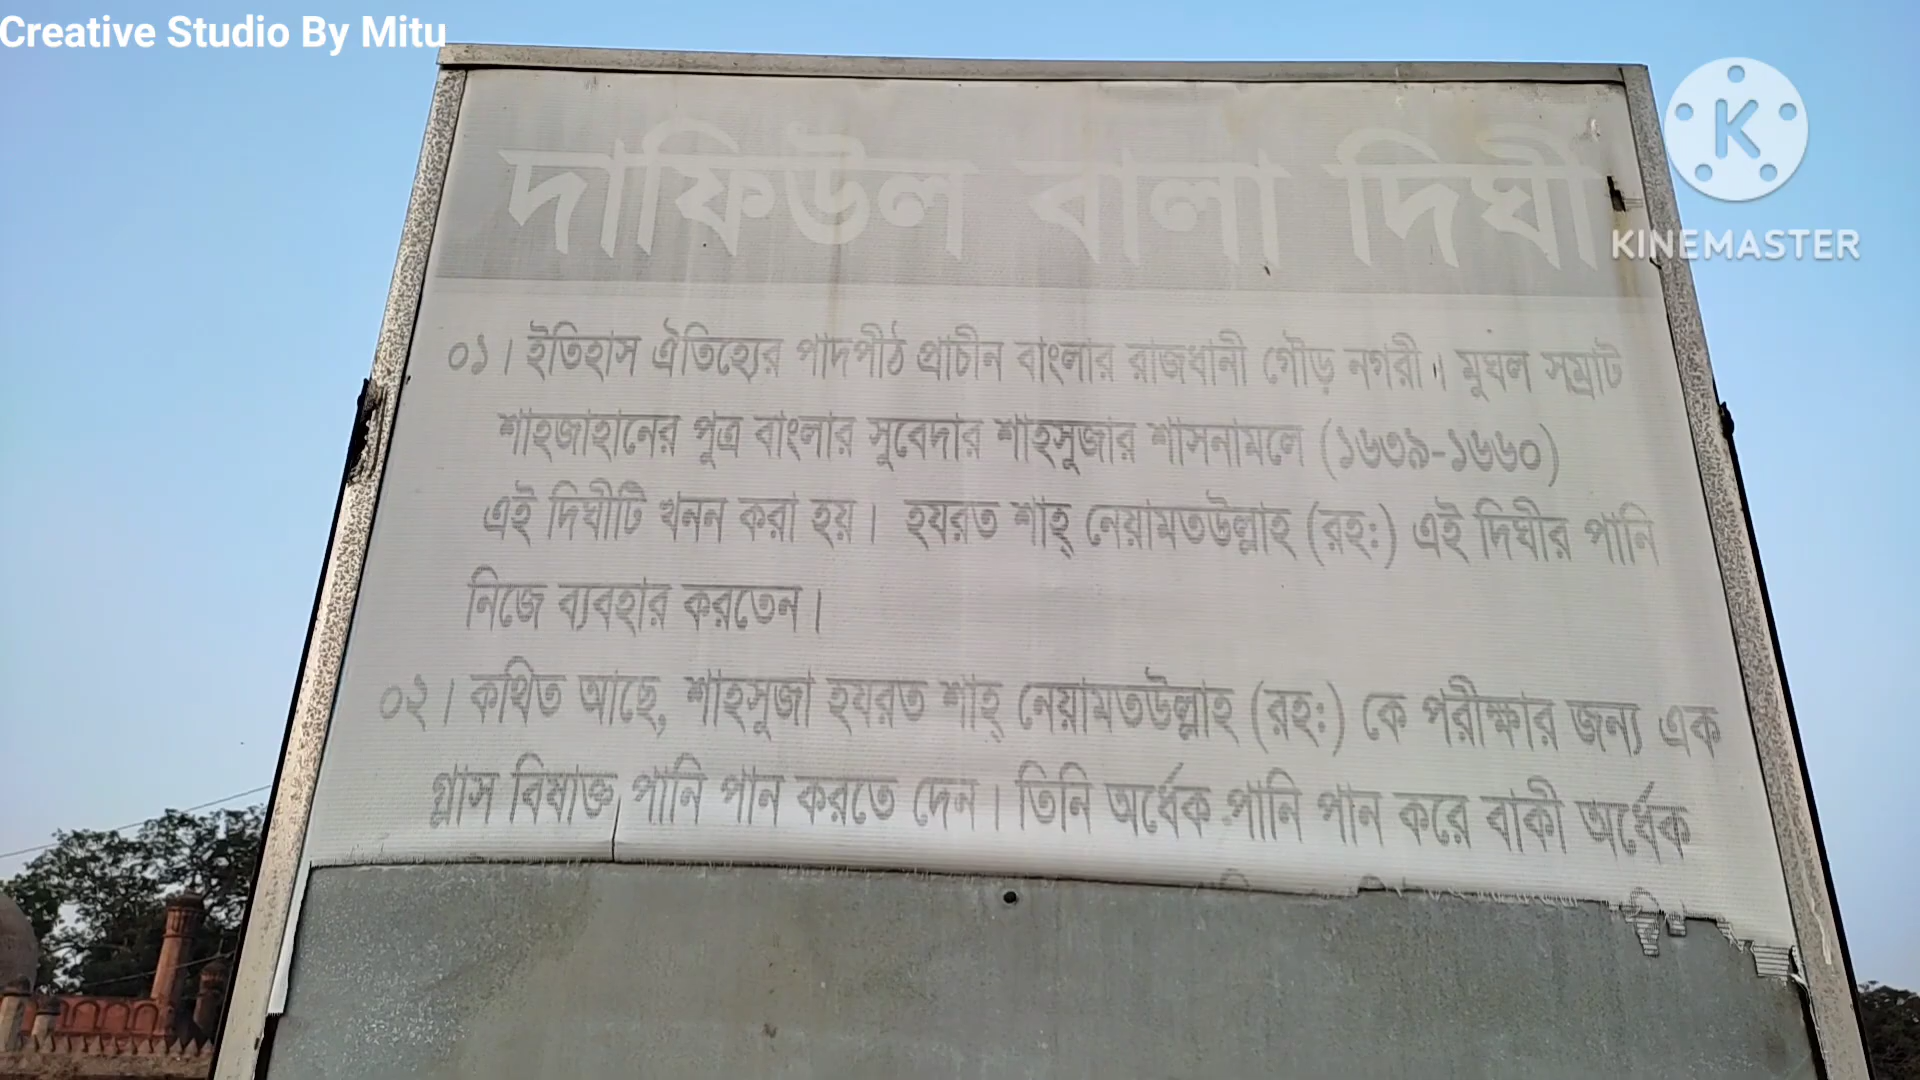 Creative Studio By Mitu
KINEMASTER
দাফিউল বালা দিঘী
০১। ইতিহাস ঐতিহ্যের পাদপীঠ প্রাচীন বাংলার রাজধানী গৌড় নগরী। মুঘল সম্রাট
শাহজাহানের পুত্র বাংলার সুবেদার শাহসুজার শাসনামলে (১৬৩৯-১৬৬০)
এই দিঘীটি খনন করা হয়। হযরত শাহ্ নেয়ামতউল্লাহ (রহ:) এই দিঘীর পানি
নিজে ব্যবহার করতেন।
০২। কথিত আছে, শাহসুজা হযরত শাহ্ নেয়ামতউল্লাহ (রহ:) কে পরীক্ষার জন্য এক
গ্লাস বিষাক্ত পানি পান করতে দেন। তিনি অর্ধেক পানি পান করে বাকী অর্ধেক